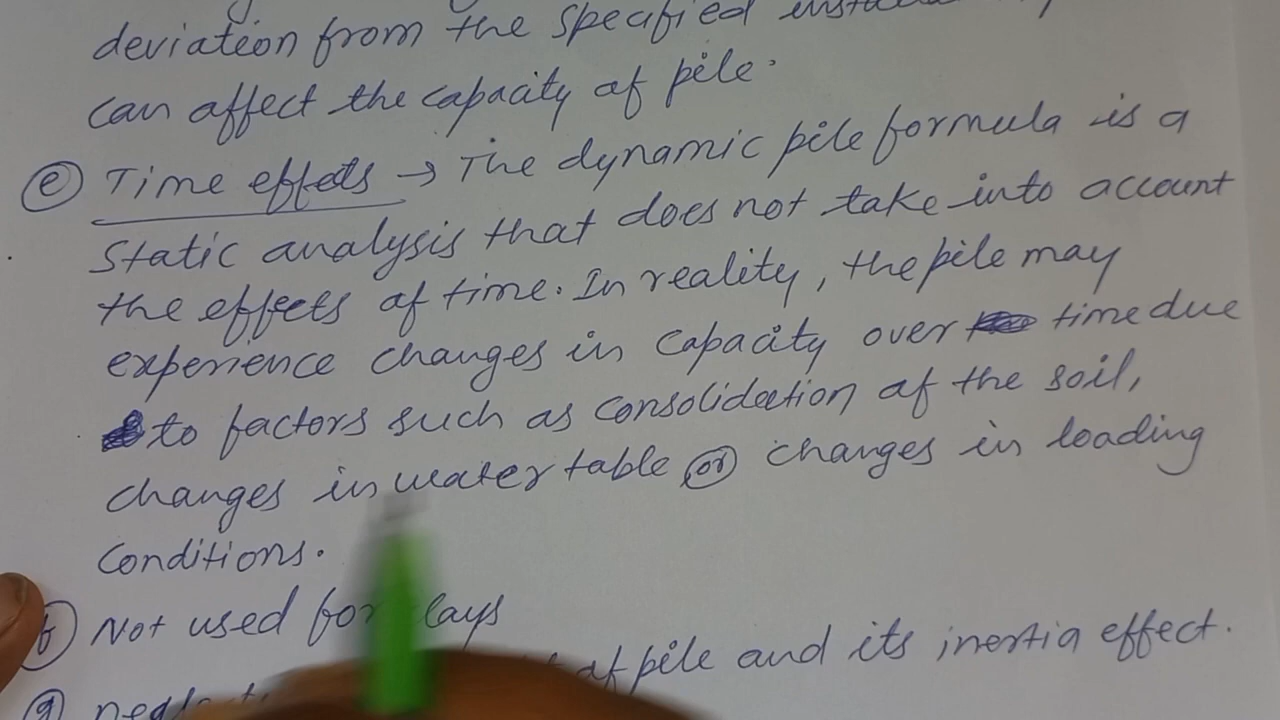 deviation from the specified
can affect the capacity of pile.
(e) Time effects → The dynamic pile formula is a
Static analysis that does not take into account
the effects of time. In reality, the pile may
experience changes in capacity over time due
to factors such as consolidation of the soil,
changes in water table (or) changes in loading
conditions.
(f) Not used for clays
(g) of pile and its inertia effect.